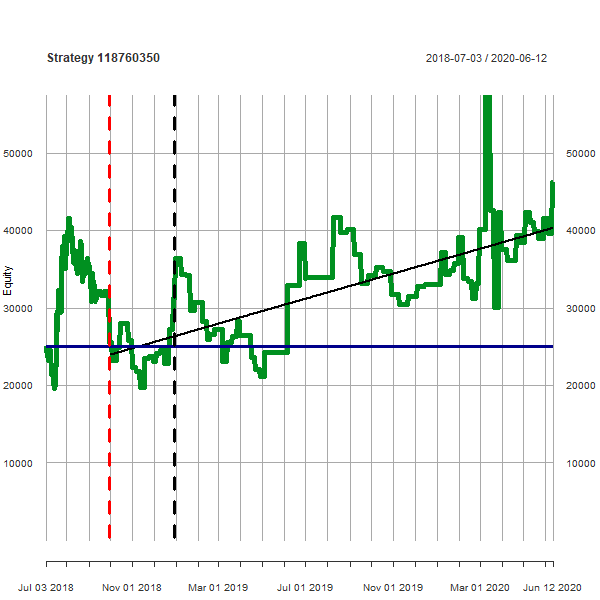 Strategy 118760350
2018-07-03 / 2020-06-12
50000
50000
40000
40000
Equity
30000
30000
20000
20000
10000
10000
Jul 03 2018
Nov 01 2018
Mar 01 2019
Jul 01 2019
Nov 01 2019
Mar 01 2020
Jun 12 2020